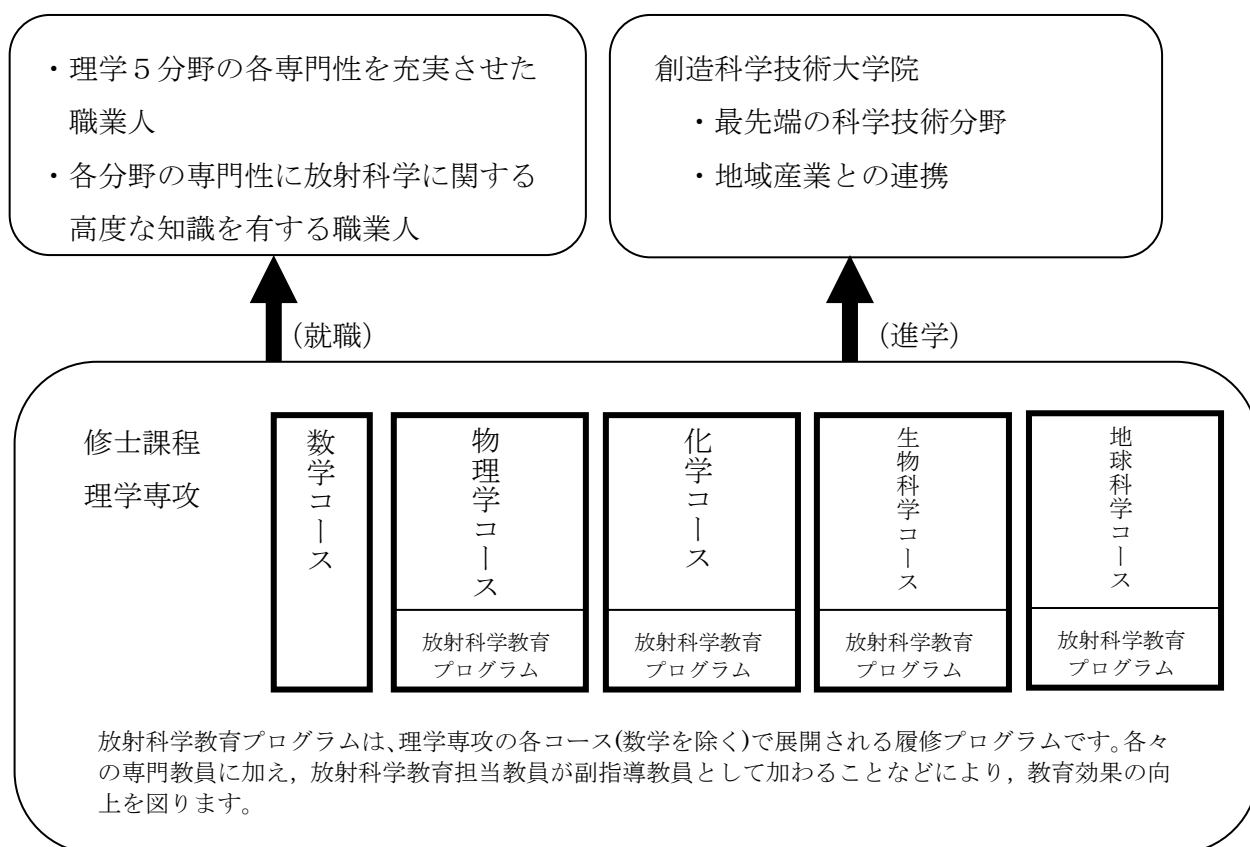 ・理学５分野の各専門性を充実させた
職業人
・各分野の専門性に放射科学に関する
高度な知識を有する職業人
創造科学技術大学院
・最先端の科学技術分野
・地域産業との連携
(就職)
(進学)
修士課程
理学専攻
数学コース
物理学コース
化学コース
生物科学コース
地球科学コース
放射科学教育
プログラム
放射科学教育
プログラム
放射科学教育
プログラム
放射科学教育
プログラム
放射科学教育プログラムは、理学専攻の各コース(数学を除く)で展開される履修プログラムです。各々
の専門教員に加え，放射科学教育担当教員が副指導教員として加わることなどにより，教育効果の向
上を図ります。